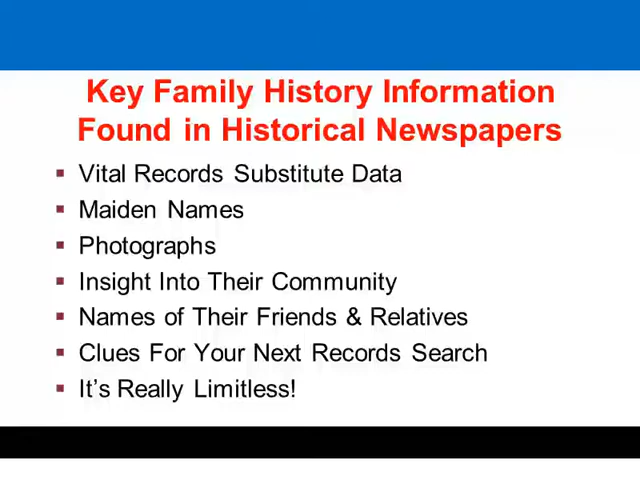 Key Family History Information
Found in Historical Newspapers
▪ Vital Records Substitute Data
▪ Maiden Names
▪ Photographs
▪ Insight Into Their Community
▪ Names of Their Friends & Relatives
▪ Clues For Your Next Records Search
▪ It’s Really Limitless!